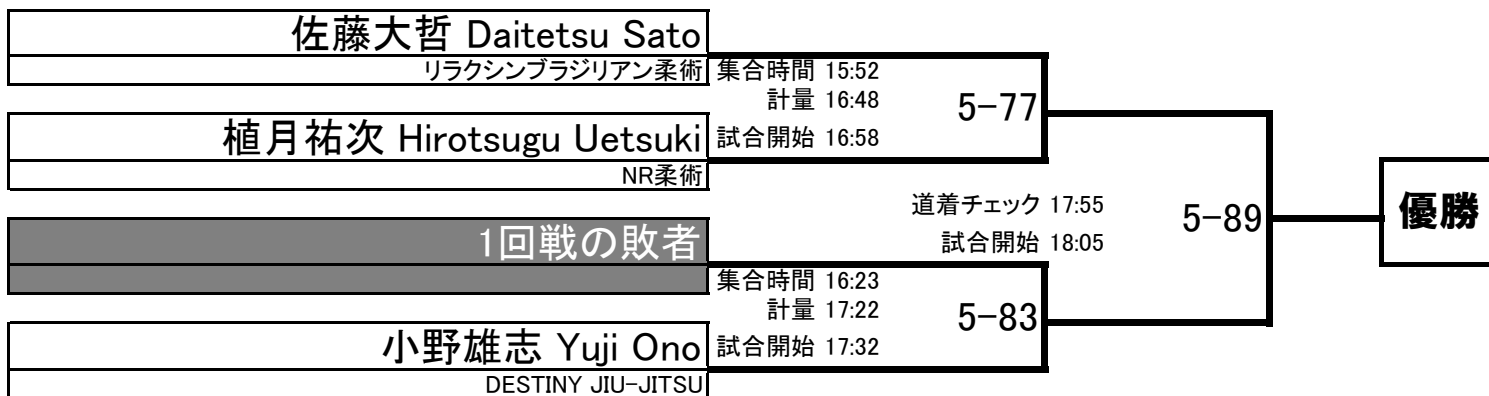 佐藤大哲 Daitetsu Sato
リラクシンブラジリアン柔術
集合時間 15:52
計量 16:48
5-77
植月祐次 Hirotsugu Uetsuki
試合開始 16:58
NR柔術
道着チェック 17:55
5-89
優勝
1回戦の敗者
試合開始 18:05
集合時間 16:23
計量 17:22
5-83
小野雄志 Yuji Ono
試合開始 17:32
DESTINY JIU-JITSU